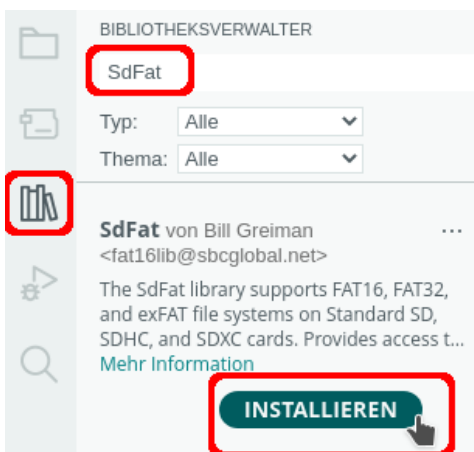 BIBLIOTHEKSVERWALTER
SdFat
Typ: Alle
Thema: Alle
SdFat von Bill Greiman
...
<fat16lib@sbcglobal.net>
The SdFat library supports FAT16, FAT32,
and exFAT file systems on Standard SD,
SDHC, and SDXC cards. Provides access t...
Mehr Information
INSTALLIEREN